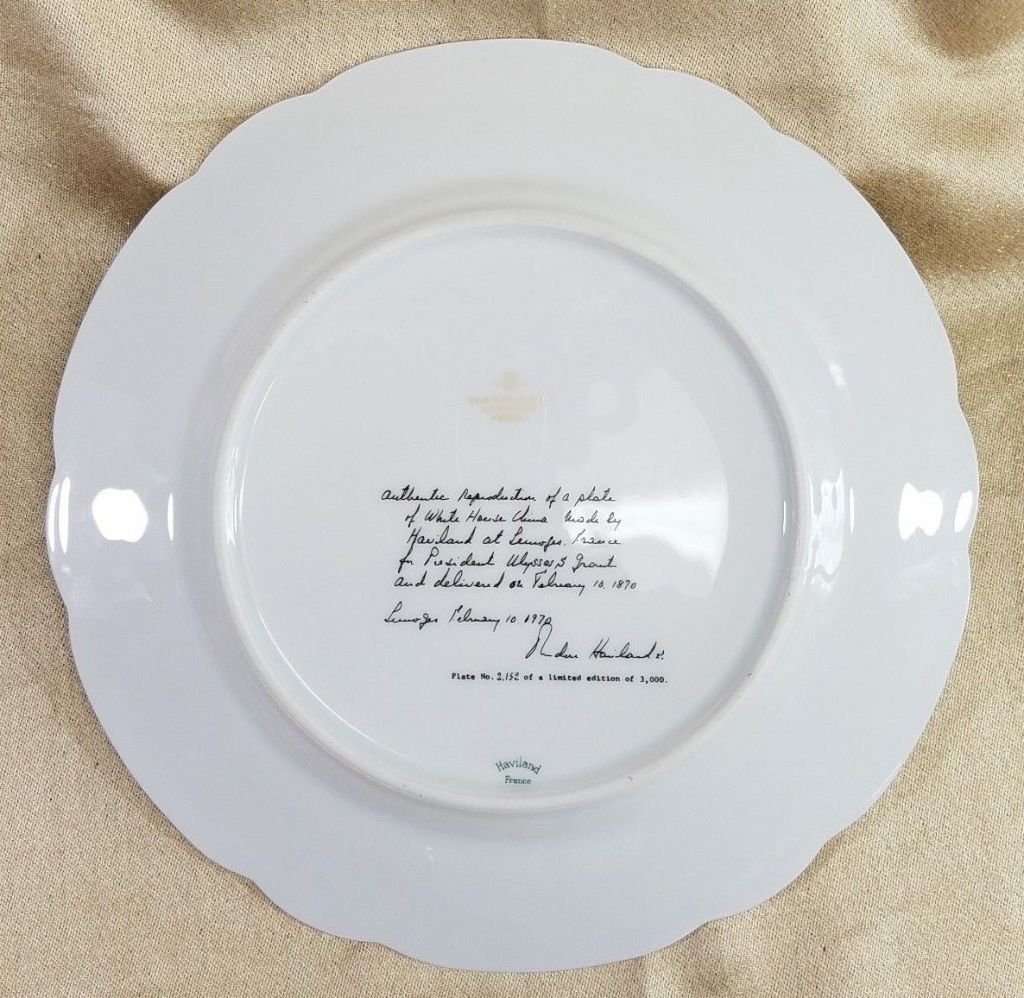 Authentic Reproduction of a plate
of White House China Made by
Haviland at Limoges, France
for President Ulysses S Grant
and delivered on February 10, 1870
Limoges February 10 1970
Haviland
Plate No. 2,152 of a limited edition of 3,000.
Haviland
France